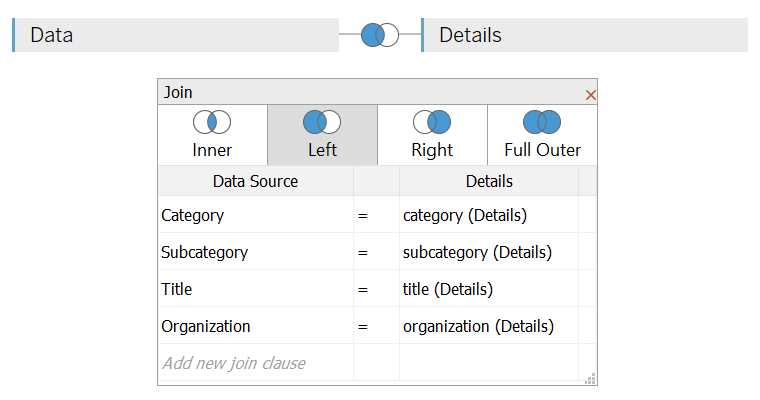 Data Details
Join
Inner Left Right Full Outer
Data Source Details
Category = category (Details)
Subcategory = subcategory (Details)
Title = title (Details)
Organization = organization (Details)
Add new join clause